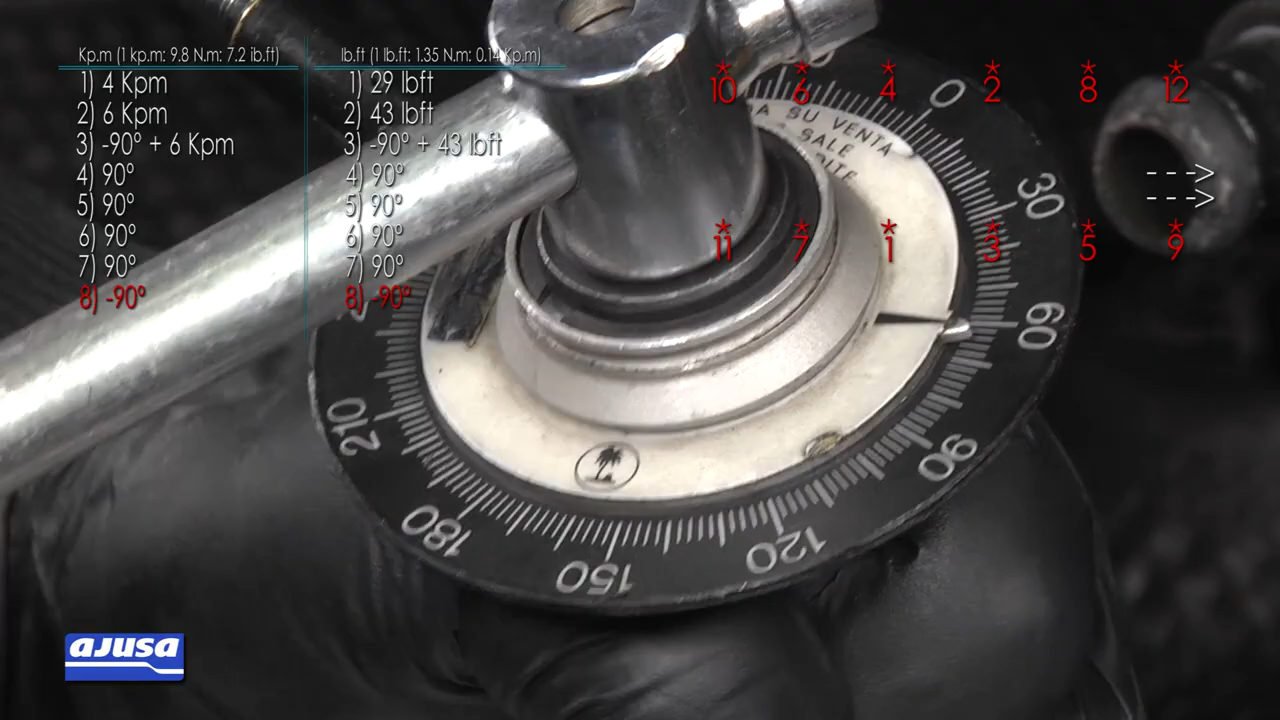 Kp.m (1 kp.m: 9.8 N.m: 7.2 ib.ft)
1) 4 Kpm
2) 6 Kpm
3) -90º + 6 Kpm
4) 90º
5) 90º
6) 90º
7) 90º
8) -90º
lb.ft (1 lb.ft: 1.35 N.m: 0.14 Kp.m)
1) 29 lbft
2) 43 lbft
3) -90º + 43 lbft
4) 90º
5) 90º
6) 90º
7) 90º
8) -90º
* * * * * *
10 6 4 2 8 12
* * * * * *
11 7 1 3 5 9
SU VENTA
SALE
0
30
60
90
120
150
180
210
ajusa